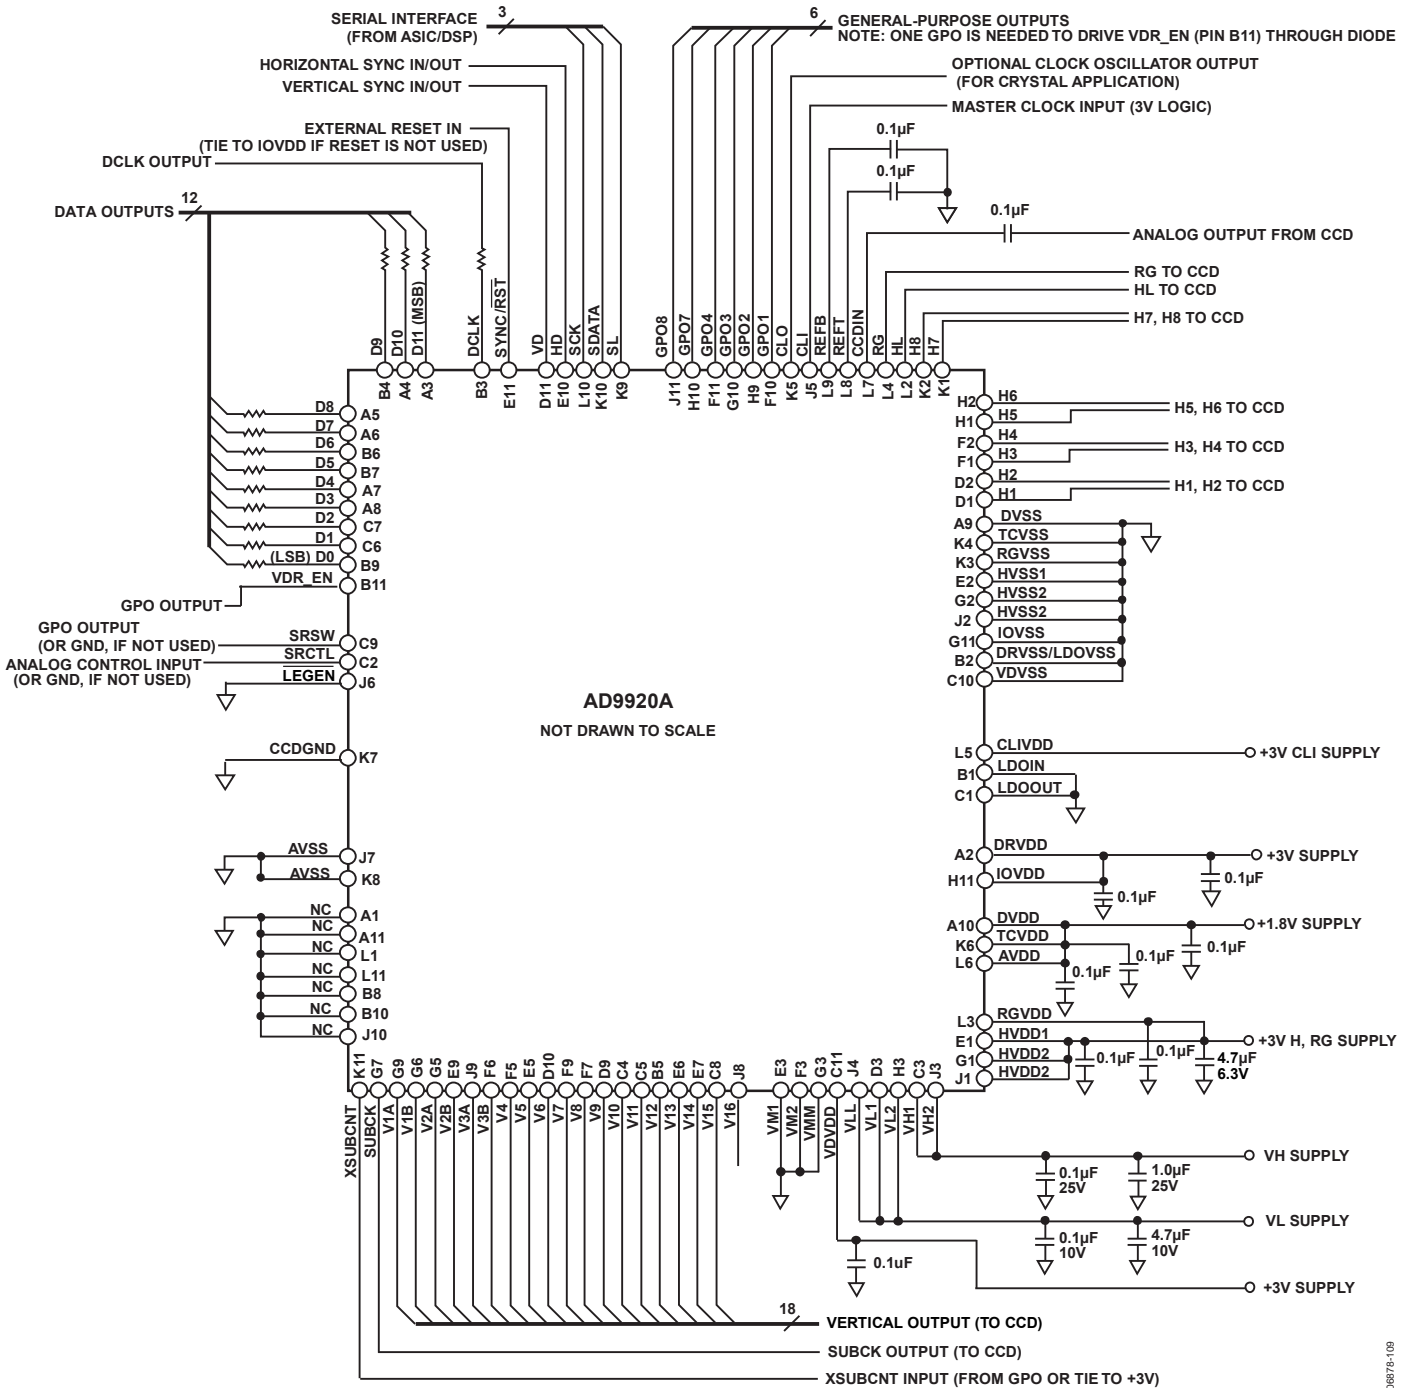 SERIAL INTERFACE
(FROM ASIC/DSP)
3
6
GENERAL-PURPOSE OUTPUTS
NOTE: ONE GPO IS NEEDED TO DRIVE VDR_EN (PIN B11) THROUGH DIODE
HORIZONTAL SYNC IN/OUT
VERTICAL SYNC IN/OUT
OPTIONAL CLOCK OSCILLATOR OUTPUT
(FOR CRYSTAL APPLICATION)
MASTER CLOCK INPUT (3V LOGIC)
EXTERNAL RESET IN
(TIE TO IOVDD IF RESET IS NOT USED)
DCLK OUTPUT
0.1µF
0.1µF
DATA OUTPUTS
12
0.1µF
ANALOG OUTPUT FROM CCD
RG TO CCD
HL TO CCD
H7, H8 TO CCD
D9
D10
D11 (MSB)
DCLK
SYNC/RST
VD
HD
SCK
SDATA
SL
GPO8
GPO7
GPO4
GPO3
GPO2
GPO1
CLO
CLI
REFB
REFT
CCDIN
RG
HL
H8
H7
B4
A4
A3
B3
E11
D11
E10
L10
K10
K9
J11
H10
F11
G10
H9
F10
K5
J5
L9
L8
L7
L4
L2
K2
K1
D8 A5
D7 A6
D6 B6
D5 B7
D4 A7
D3 A8
D2 C7
D1 C6
(LSB) D0 B9
VDR_EN B11
GPO OUTPUT
GPO OUTPUT
(OR GND, IF NOT USED)
SRSW C9
ANALOG CONTROL INPUT
(OR GND, IF NOT USED)
SRCTL C2
LEGEN J6
CCDGND K7
AVSS J7
AVSS K8
NC A1
NC A11
NC L1
NC L11
NC B8
NC B10
NC J10
AD9920A
NOT DRAWN TO SCALE
H2 H6
H1 H5
H5, H6 TO CCD
F2 H4
F1 H3
H3, H4 TO CCD
D2 H2
D1 H1
H1, H2 TO CCD
A9 DVSS
K4 TCVSS
K3 RGVSS
E2 HVSS1
G2 HVSS2
J2 HVSS2
G11 IOVSS
B2 DRVSS/LDOVSS
C10 VDVSS
L5 CLIVDD
+3V CLI SUPPLY
B1 LDOIN
C1 LDOOUT
A2 DRVDD
+3V SUPPLY
H11 IOVDD
0.1µF
0.1µF
A10 DVDD
+1.8V SUPPLY
K6 TCVDD
L6 AVDD
0.1µF
0.1µF
0.1µF
L3 RGVDD
E1 HVDD1
+3V H, RG SUPPLY
G1 HVDD2
J1 HVDD2
0.1µF
0.1µF
4.7µF
6.3V
K11
G7
G9
G6
G5
E9
J9
F6
F5
E5
D10
F9
F7
D9
C4
C5
B5
E6
E7
C8
J8
E3
F3
G3
C11
J4
D3
H3
C3
J3
XSUBCNT
SUBCK
V1A
V1B
V2A
V2B
V3A
V3B
V4
V5
V6
V7
V8
V9
V10
V11
V12
V13
V14
V15
V16
VM1
VM2
VMM
VDVDD
VLL
VL1
VL2
VH1
VH2
VH SUPPLY
0.1µF
25V
1.0µF
25V
VL SUPPLY
0.1µF
10V
4.7µF
10V
0.1uF
+3V SUPPLY
18
VERTICAL OUTPUT (TO CCD)
SUBCK OUTPUT (TO CCD)
XSUBCNT INPUT (FROM GPO OR TIE TO +3V)
06878-109